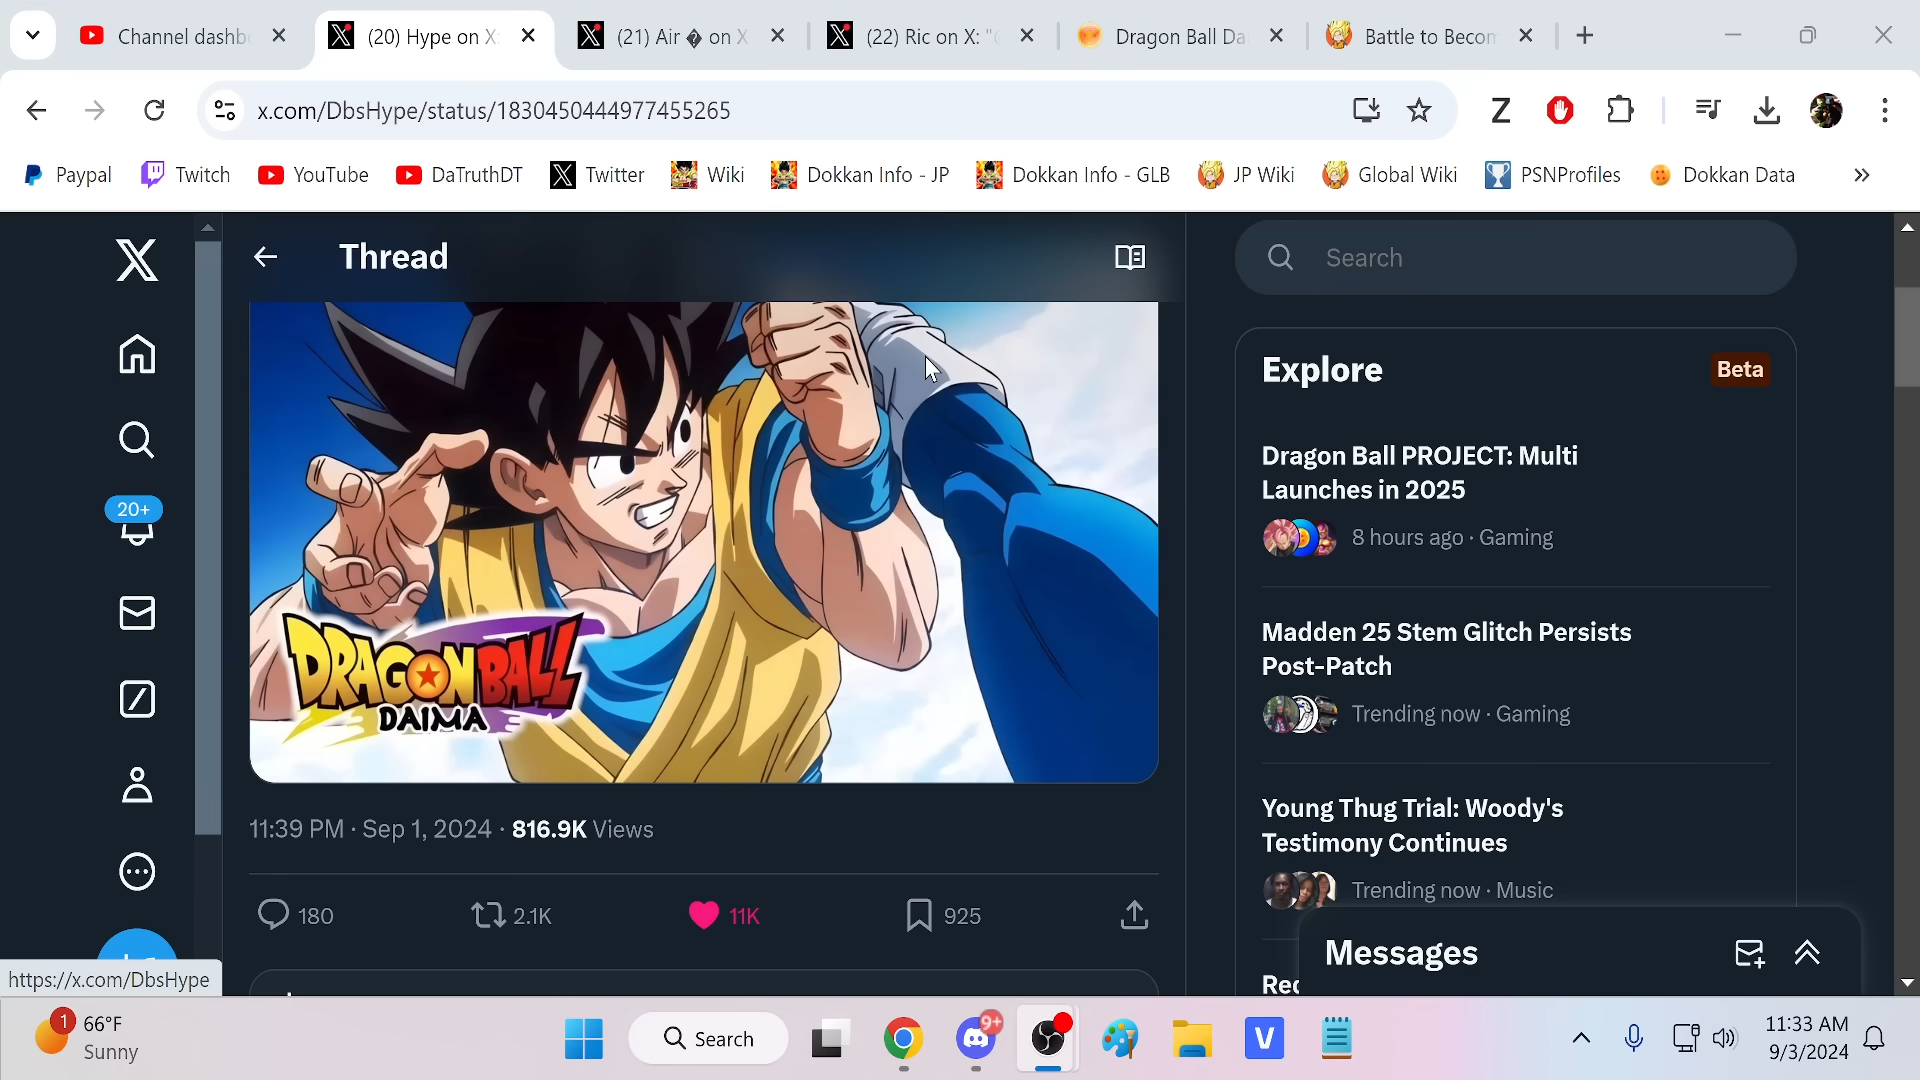 Channel dashb
(20) Hype on X:
(21) Air � on X
(22) Ric on X: "
Dragon Ball Da
Battle to Becom
x.com/DbsHype/status/1830450444977455265
Paypal
Twitch
YouTube
DaTruthDT
Twitter
Wiki
Dokkan Info - JP
Dokkan Info - GLB
JP Wiki
Global Wiki
PSNProfiles
Dokkan Data
Thread
Search
20+
DRAGON BALL
DAIMA
11:39 PM · Sep 1, 2024 · 816.9K Views
180
2.1K
11K
925
Explore
Beta
Dragon Ball PROJECT: Multi
Launches in 2025
8 hours ago · Gaming
Madden 25 Stem Glitch Persists
Post-Patch
Trending now · Gaming
Young Thug Trial: Woody's
Testimony Continues
Trending now · Music
Messages
https://x.com/DbsHype
1
66°F
Sunny
Search
9+
V
11:33 AM
9/3/2024